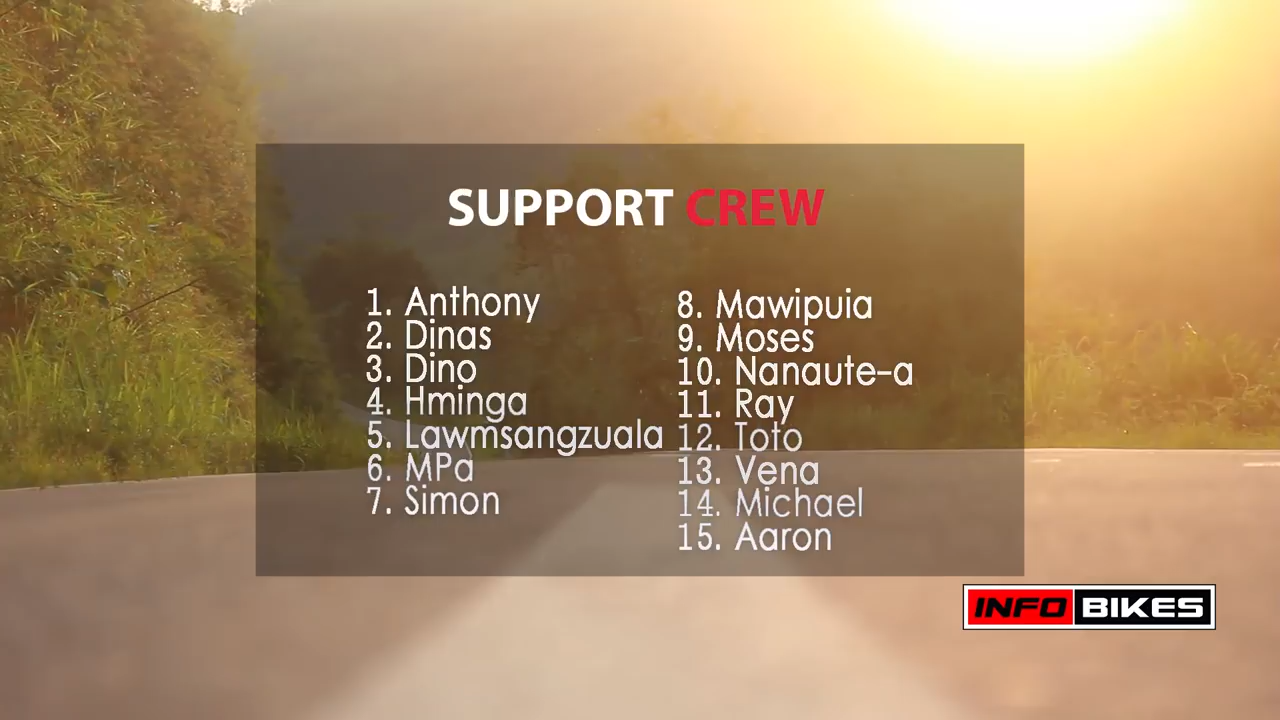 SUPPORT CREW
1. Anthony
2. Dinas
3. Dino
4. Hminga
5. Lawmsangzuala
6. MPa
7. Simon
8. Mawipuia
9. Moses
10. Nanaute-a
11. Ray
12. Toto
13. Vena
14. Michael
15. Aaron
INFO BIKES